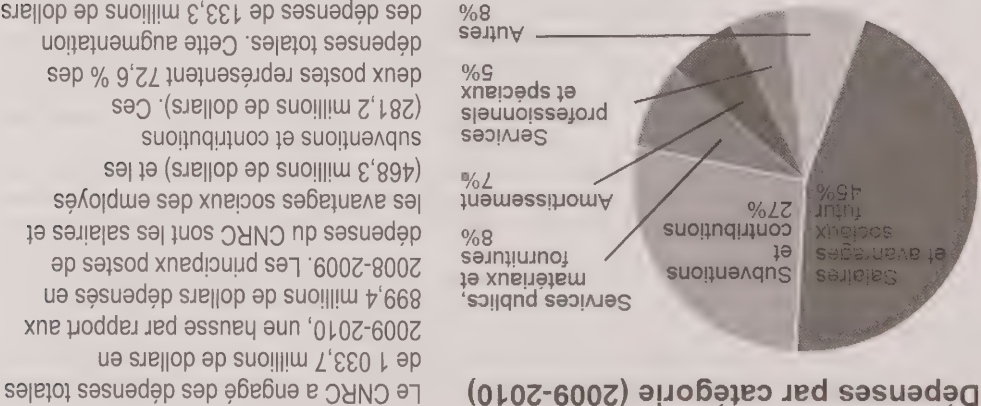 Dépenses par catégorie (2009-2010)
Salaires
et avantages
sociaux
futur
45%
Subventions
et
contributions
27%
Services publics,
matériaux et
fournitures
8%
Amortissement
7%
Services
professionnels
et spéciaux
5%
Autres
8%
Le CNRC a engagé des dépenses totales
de 1 033,7 millions de dollars en
2009-2010, une hausse par rapport aux
899,4 millions de dollars dépensés en
2008-2009. Les principaux postes de
dépenses du CNRC sont les salaires et
les avantages sociaux des employés
(468,3 millions de dollars) et les
subventions et contributions
(281,2 millions de dollars). Ces
deux postes représentent 72,6 % des
dépenses totales. Cette augmentation
des dépenses de 133,3 millions de dollars